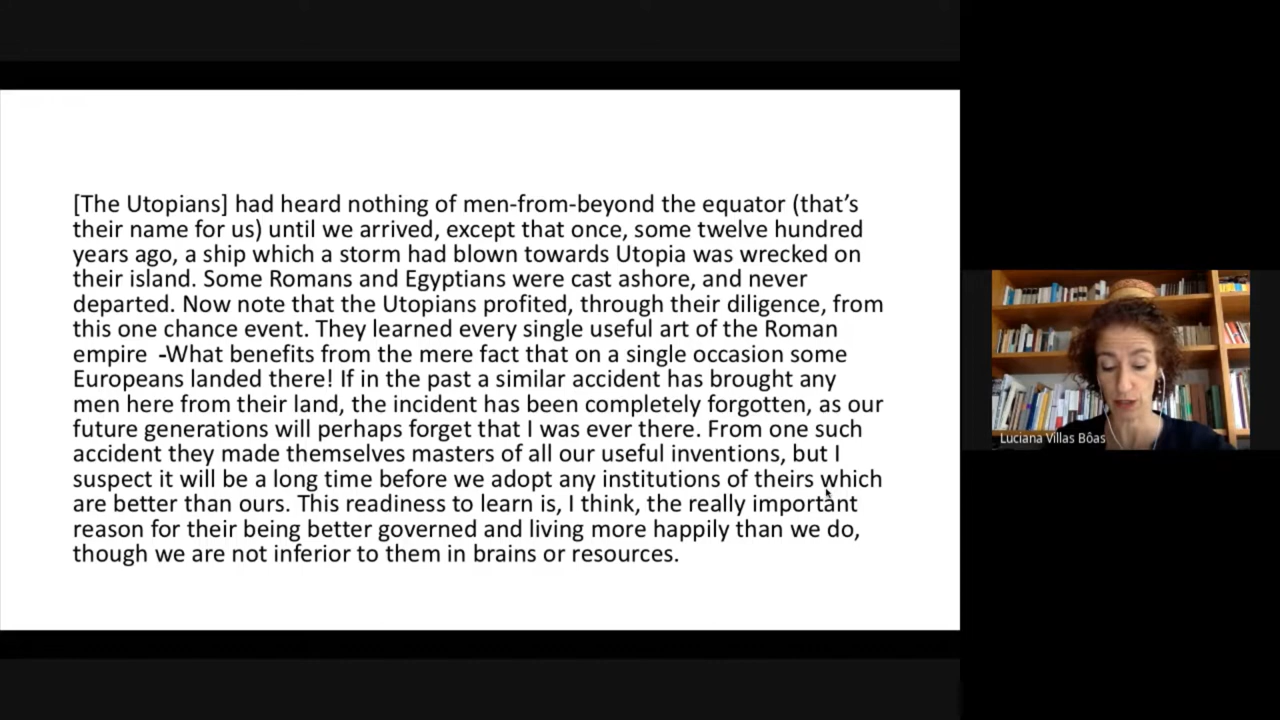 [The Utopians] had heard nothing of men-from-beyond the equator (that’s
their name for us) until we arrived, except that once, some twelve hundred
years ago, a ship which a storm had blown towards Utopia was wrecked on
their island. Some Romans and Egyptians were cast ashore, and never
departed. Now note that the Utopians profited, through their diligence, from
this one chance event. They learned every single useful art of the Roman
empire -What benefits from the mere fact that on a single occasion some
Europeans landed there! If in the past a similar accident has brought any
men here from their land, the incident has been completely forgotten, as our
future generations will perhaps forget that I was ever there. From one such
accident they made themselves masters of all our useful inventions, but I
suspect it will be a long time before we adopt any institutions of theirs which
are better than ours. This readiness to learn is, I think, the really important
reason for their being better governed and living more happily than we do,
though we are not inferior to them in brains or resources.
Luciana Villas Bôas